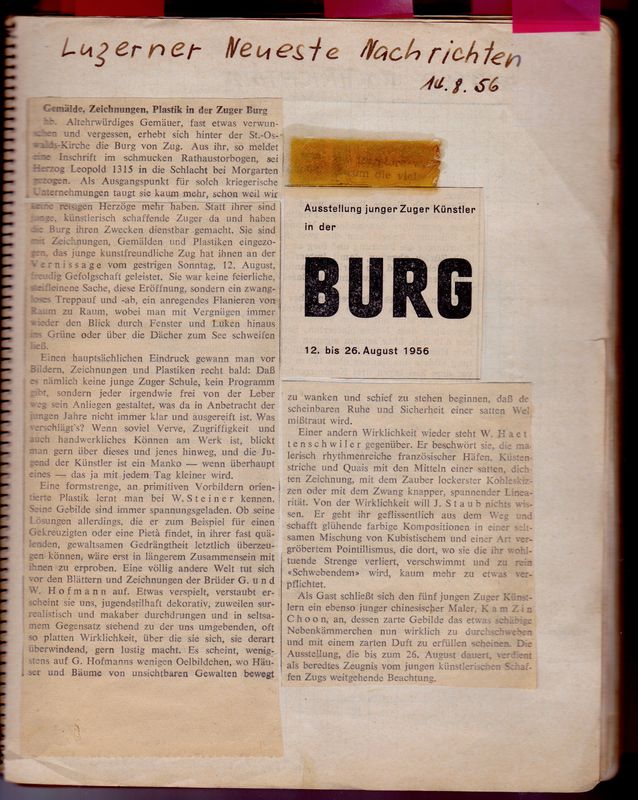 Luzerner Neueste Nachrichten
14.8.56
Gemälde, Zeichnungen, Plastik in der Zuger Burg
hb. Altehrwürdiges Gemäuer, fast etwas verwun-
schen und vergessen, erhebt sich hinter der St.-Os-
walds-Kirche die Burg von Zug. Aus ihr, so meldet
eine Inschrift im schmucken Rathaustorbogen, sei
Herzog Leopold 1315 in die Schlacht bei Morgarten
gezogen. Als Ausgangspunkt für solch kriegerische
Unternehmungen taugt sie kaum mehr, schon weil wir
keine reisigen Herzöge mehr haben. Statt ihrer sind
junge, künstlerisch schaffende Zuger da und haben
die Burg ihren Zwecken dienstbar gemacht. Sie sind
mit Zeichnungen, Gemälden und Plastiken eingezo-
gen, das junge kunstfreundliche Zug hat ihnen an der
Vernissage vom gestrigen Sonntag, 12. August,
freudig Gefolgschaft geleistet. Sie war keine feierliche,
steifleinene Sache, diese Eröffnung, sondern ein zwang-
loses Treppauf und -ab, ein anregendes Flanieren von
Raum zu Raum, wobei man mit Vergnügen immer
wieder den Blick durch Fenster und Luken hinaus
ins Grüne oder über die Dächer zum See schweifen
ließ.
Einen hauptsächlichen Eindruck gewann man vor
Bildern, Zeichnungen und Plastiken recht bald: Daß
es nämlich keine junge Zuger Schule, kein Programm
gibt, sondern jeder irgendwie frei von der Leber
weg sein Anliegen gestaltet, was da in Anbetracht der
jungen Jahre nicht immer klar und ausgereift ist. Was
verschlägt's? Wenn soviel Verve, Zugriffigkeit und
auch handwerkliches Können am Werk ist, blickt
man gern über dieses und jenes hinweg, und die Ju-
gend der Künstler ist ein Manko — wenn überhaupt
eines — das ja mit jedem Tag kleiner wird.
Eine formstrenge, an primitiven Vorbildern orien-
tierte Plastik lernt man bei W. Steiner kennen.
Seine Gebilde sind immer spannungsgeladen. Ob seine
Lösungen allerdings, die er zum Beispiel für einen
Gekreuzigten oder eine Pietà findet, in ihrer fast quä-
lenden, gewaltsamen Gedrängtheit letztlich überzeu-
gen können, wäre erst in längerem Zusammensein mit
ihnen zu erproben. Eine völlig andere Welt tut sich
vor den Blättern und Zeichnungen der Brüder G. und
W. Hofmann auf. Etwas verspielt, verstaubt er-
scheint sie uns, jugendstilhaft dekorativ, zuweilen sur-
realistisch und makaber durchdrungen und in seltsa-
mem Gegensatz stehend zu der uns umgebenden, oft
so platten Wirklichkeit, über die sie sich, sie derart
überwindend, gern lustig macht. Es scheint, wenig-
stens auf G. Hofmanns wenigen Oelbildchen, wo Häu-
ser und Bäume von unsichtbaren Gewalten bewegt
um die viel
Ausstellung junger Zuger Künstler
in der
BURG
12. bis 26. August 1956
zu wanken und schief zu stehen beginnen, daß de
scheinbaren Ruhe und Sicherheit einer satten Wel
mißtraut wird.
Einer andern Wirklichkeit wieder steht W. Haet
tenschwiler gegenüber. Er beschwört sie, die ma
lerisch rhythmenreiche französischer Häfen, Küsten-
striche und Quais mit den Mitteln einer satten, dich-
ten Zeichnung, mit dem Zauber lockerster Kohleskiz-
zen oder mit dem Zwang knapper, spannender Linea-
rität. Von der Wirklichkeit will J. Staub nichts wis-
sen. Er geht ihr geflissentlich aus dem Weg und
schafft glühende farbige Kompositionen in einer selt-
samen Mischung von Kubistischem und einer Art ver-
gröbertem Pointillismus, die dort, wo sie die ihr wohl-
tuende Strenge verliert, verschwimmt und zu rein
«Schwebendem» wird, kaum mehr zu etwas ver-
pflichtet.
Als Gast schließt sich den fünf jungen Zuger Künst-
lern ein ebenso junger chinesischer Maler, Kam Zin
Choon, an, dessen zarte Gebilde das etwas schäbige
Nebenkämmerchen nun wirklich zu durchschweben
und mit einem zarten Duft zu erfüllen scheinen. Die
Ausstellung, die bis zum 26. August dauert, verdient
als beredtes Zeugnis vom jungen künstlerischen Schaf-
fen Zugs weitgehende Beachtung.